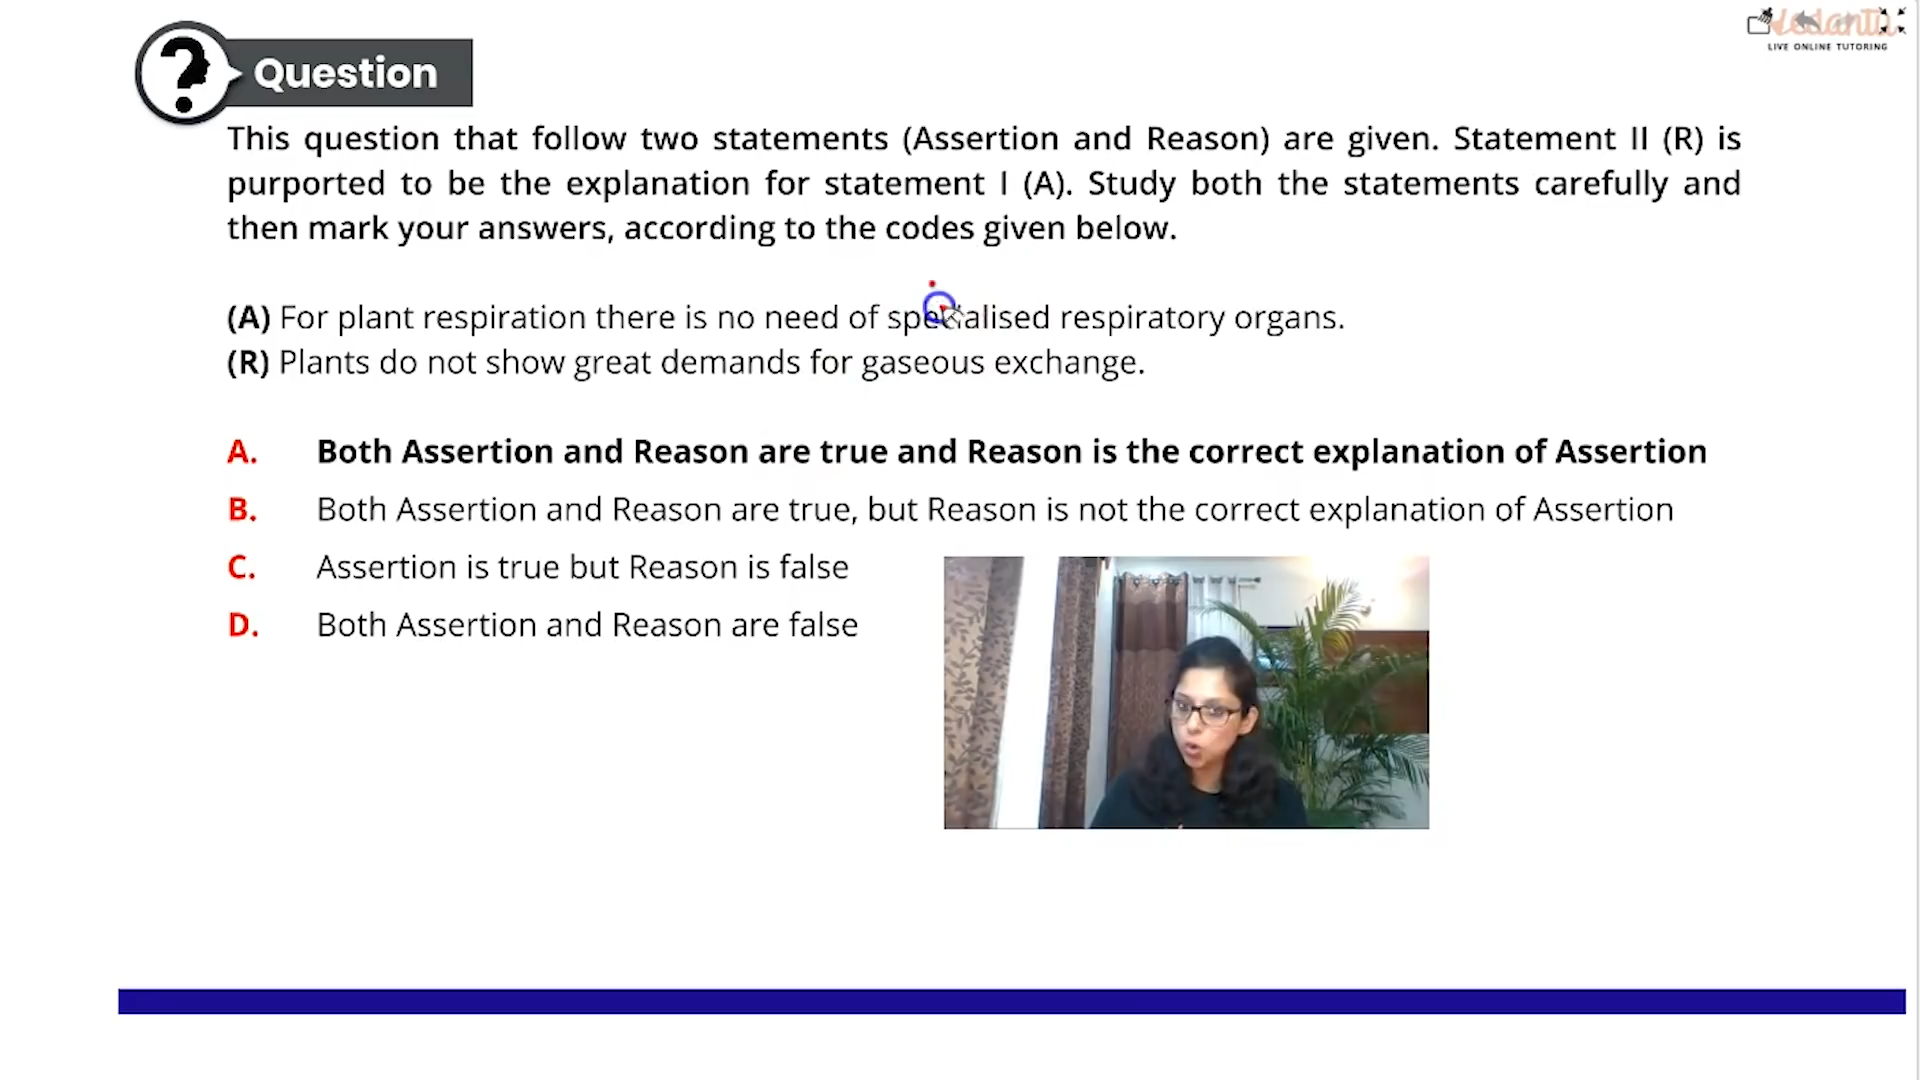 Vedantu
LIVE ONLINE TUTORING
Question
This question that follow two statements (Assertion and Reason) are given. Statement II (R) is
purported to be the explanation for statement I (A). Study both the statements carefully and
then mark your answers, according to the codes given below.
(A) For plant respiration there is no need of specialised respiratory organs.
(R) Plants do not show great demands for gaseous exchange.
A. Both Assertion and Reason are true and Reason is the correct explanation of Assertion
B. Both Assertion and Reason are true, but Reason is not the correct explanation of Assertion
C. Assertion is true but Reason is false
D. Both Assertion and Reason are false